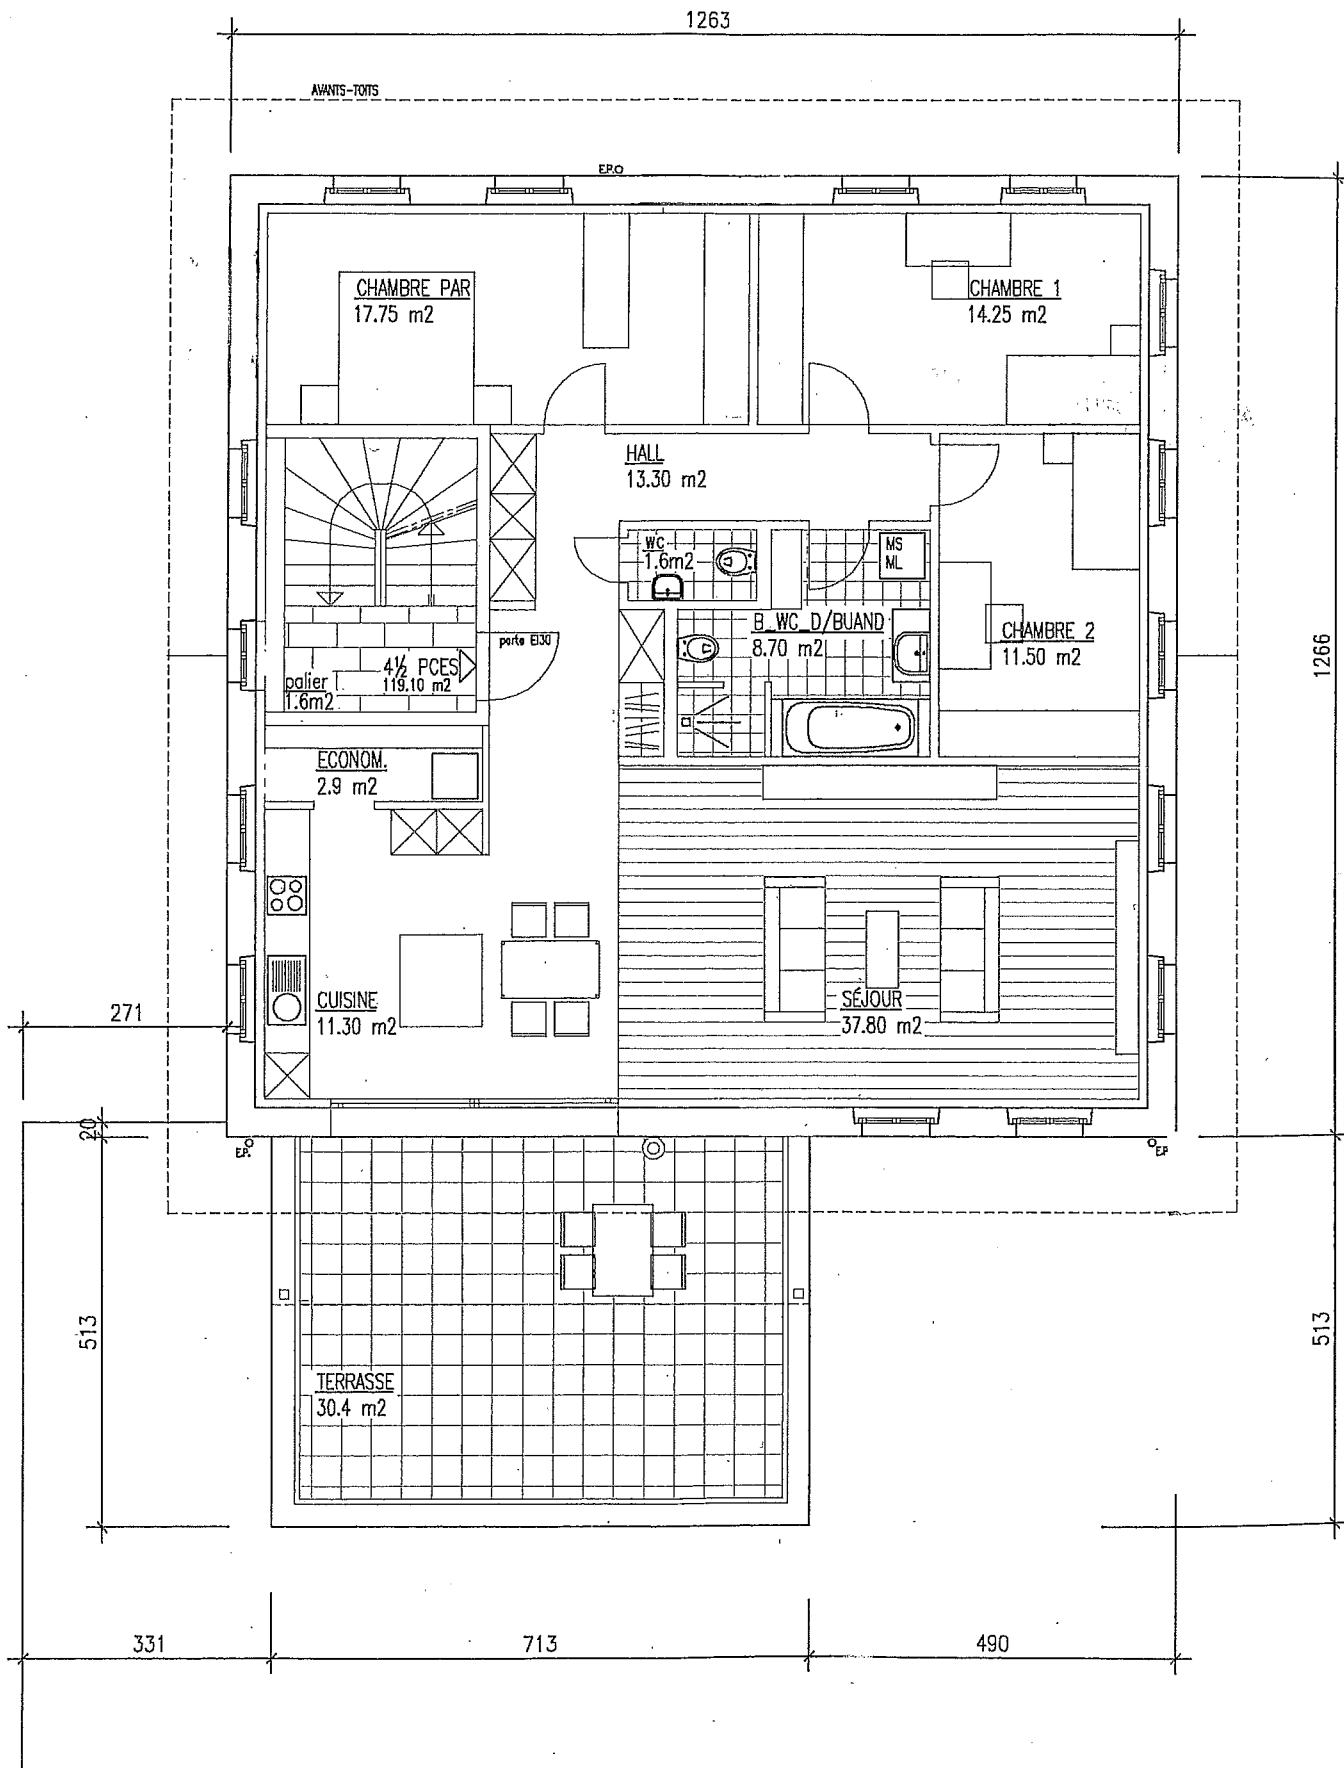 1263
AVANTS-TOITS
E.P.
CHAMBRE PAR
17.75 m2
CHAMBRE 1
14.25 m2
HALL
13.30 m2
WC
1.6m2
MS
ML
B_WC_D/BUAND
8.70 m2
CHAMBRE 2
11.50 m2
porte EI30
4½ PCES
119.10 m2
palier
1.6m2
1266
ECONOM.
2.9 m2
CUISINE
11.30 m2
SÉJOUR
37.80 m2
271
20
E.P.
E.P.
513
513
TERRASSE
30.4 m2
331
713
490